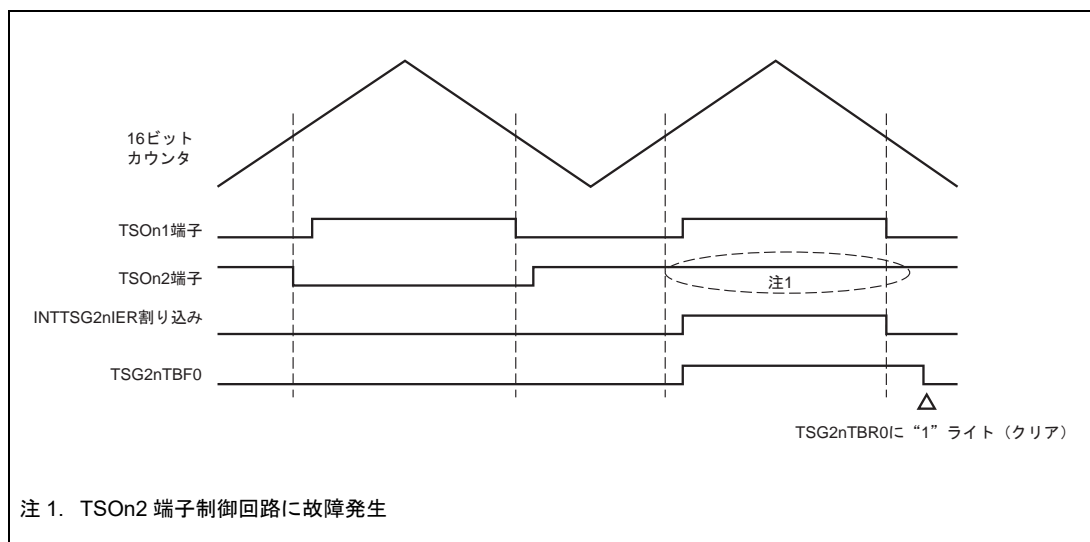 16ビット
カウンタ
TSOn1端子
TSOn2端子
注1
INTTSG2nIER割り込み
TSG2nTBF0
TSG2nTBR0に“1”ライト（クリア）
注 1. TSOn2 端子制御回路に故障発生